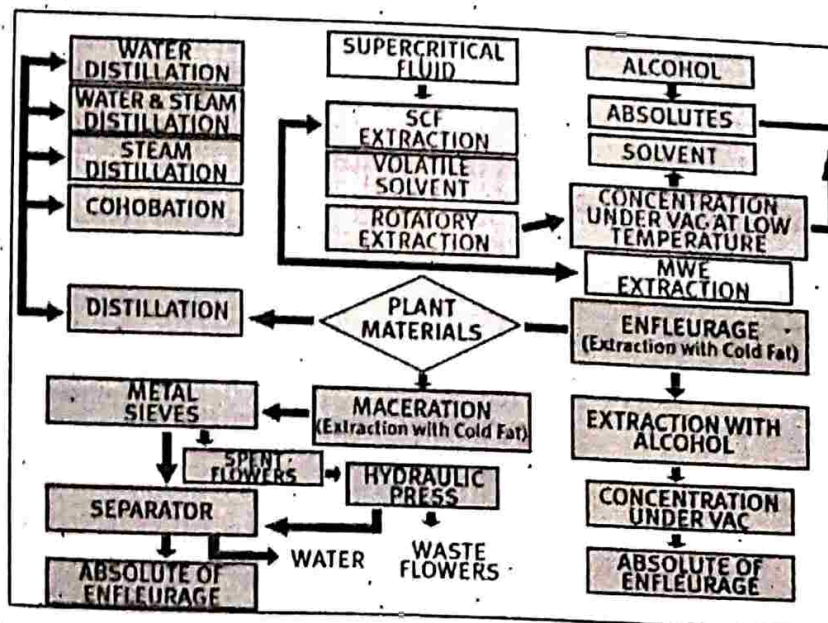 WATER
DISTILLATION
WATER & STEAM
DISTILLATION
STEAM
DISTILLATION
COHOBATION
DISTILLATION
SUPERCRITICAL
FLUID
SCF
EXTRACTION
VOLATILE
SOLVENT
ROTATORY
EXTRACTION
ALCOHOL
ABSOLUTES
SOLVENT
CONCENTRATION
UNDER VAC AT LOW
TEMPERATURE
MWE
EXTRACTION
PLANT
MATERIALS
ENFLEURAGE
(Extraction with Cold Fat)
METAL
SIEVES
MACERATION
(Extraction with Cold Fat)
EXTRACTION WITH
ALCOHOL
SPENT
FLOWERS
HYDRAULIC
PRESS
SEPARATOR
CONCENTRATION
UNDER VAC
WATER
WASTE
FLOWERS
ABSOLUTE OF
ENFLEURAGE
ABSOLUTE OF
ENFLEURAGE